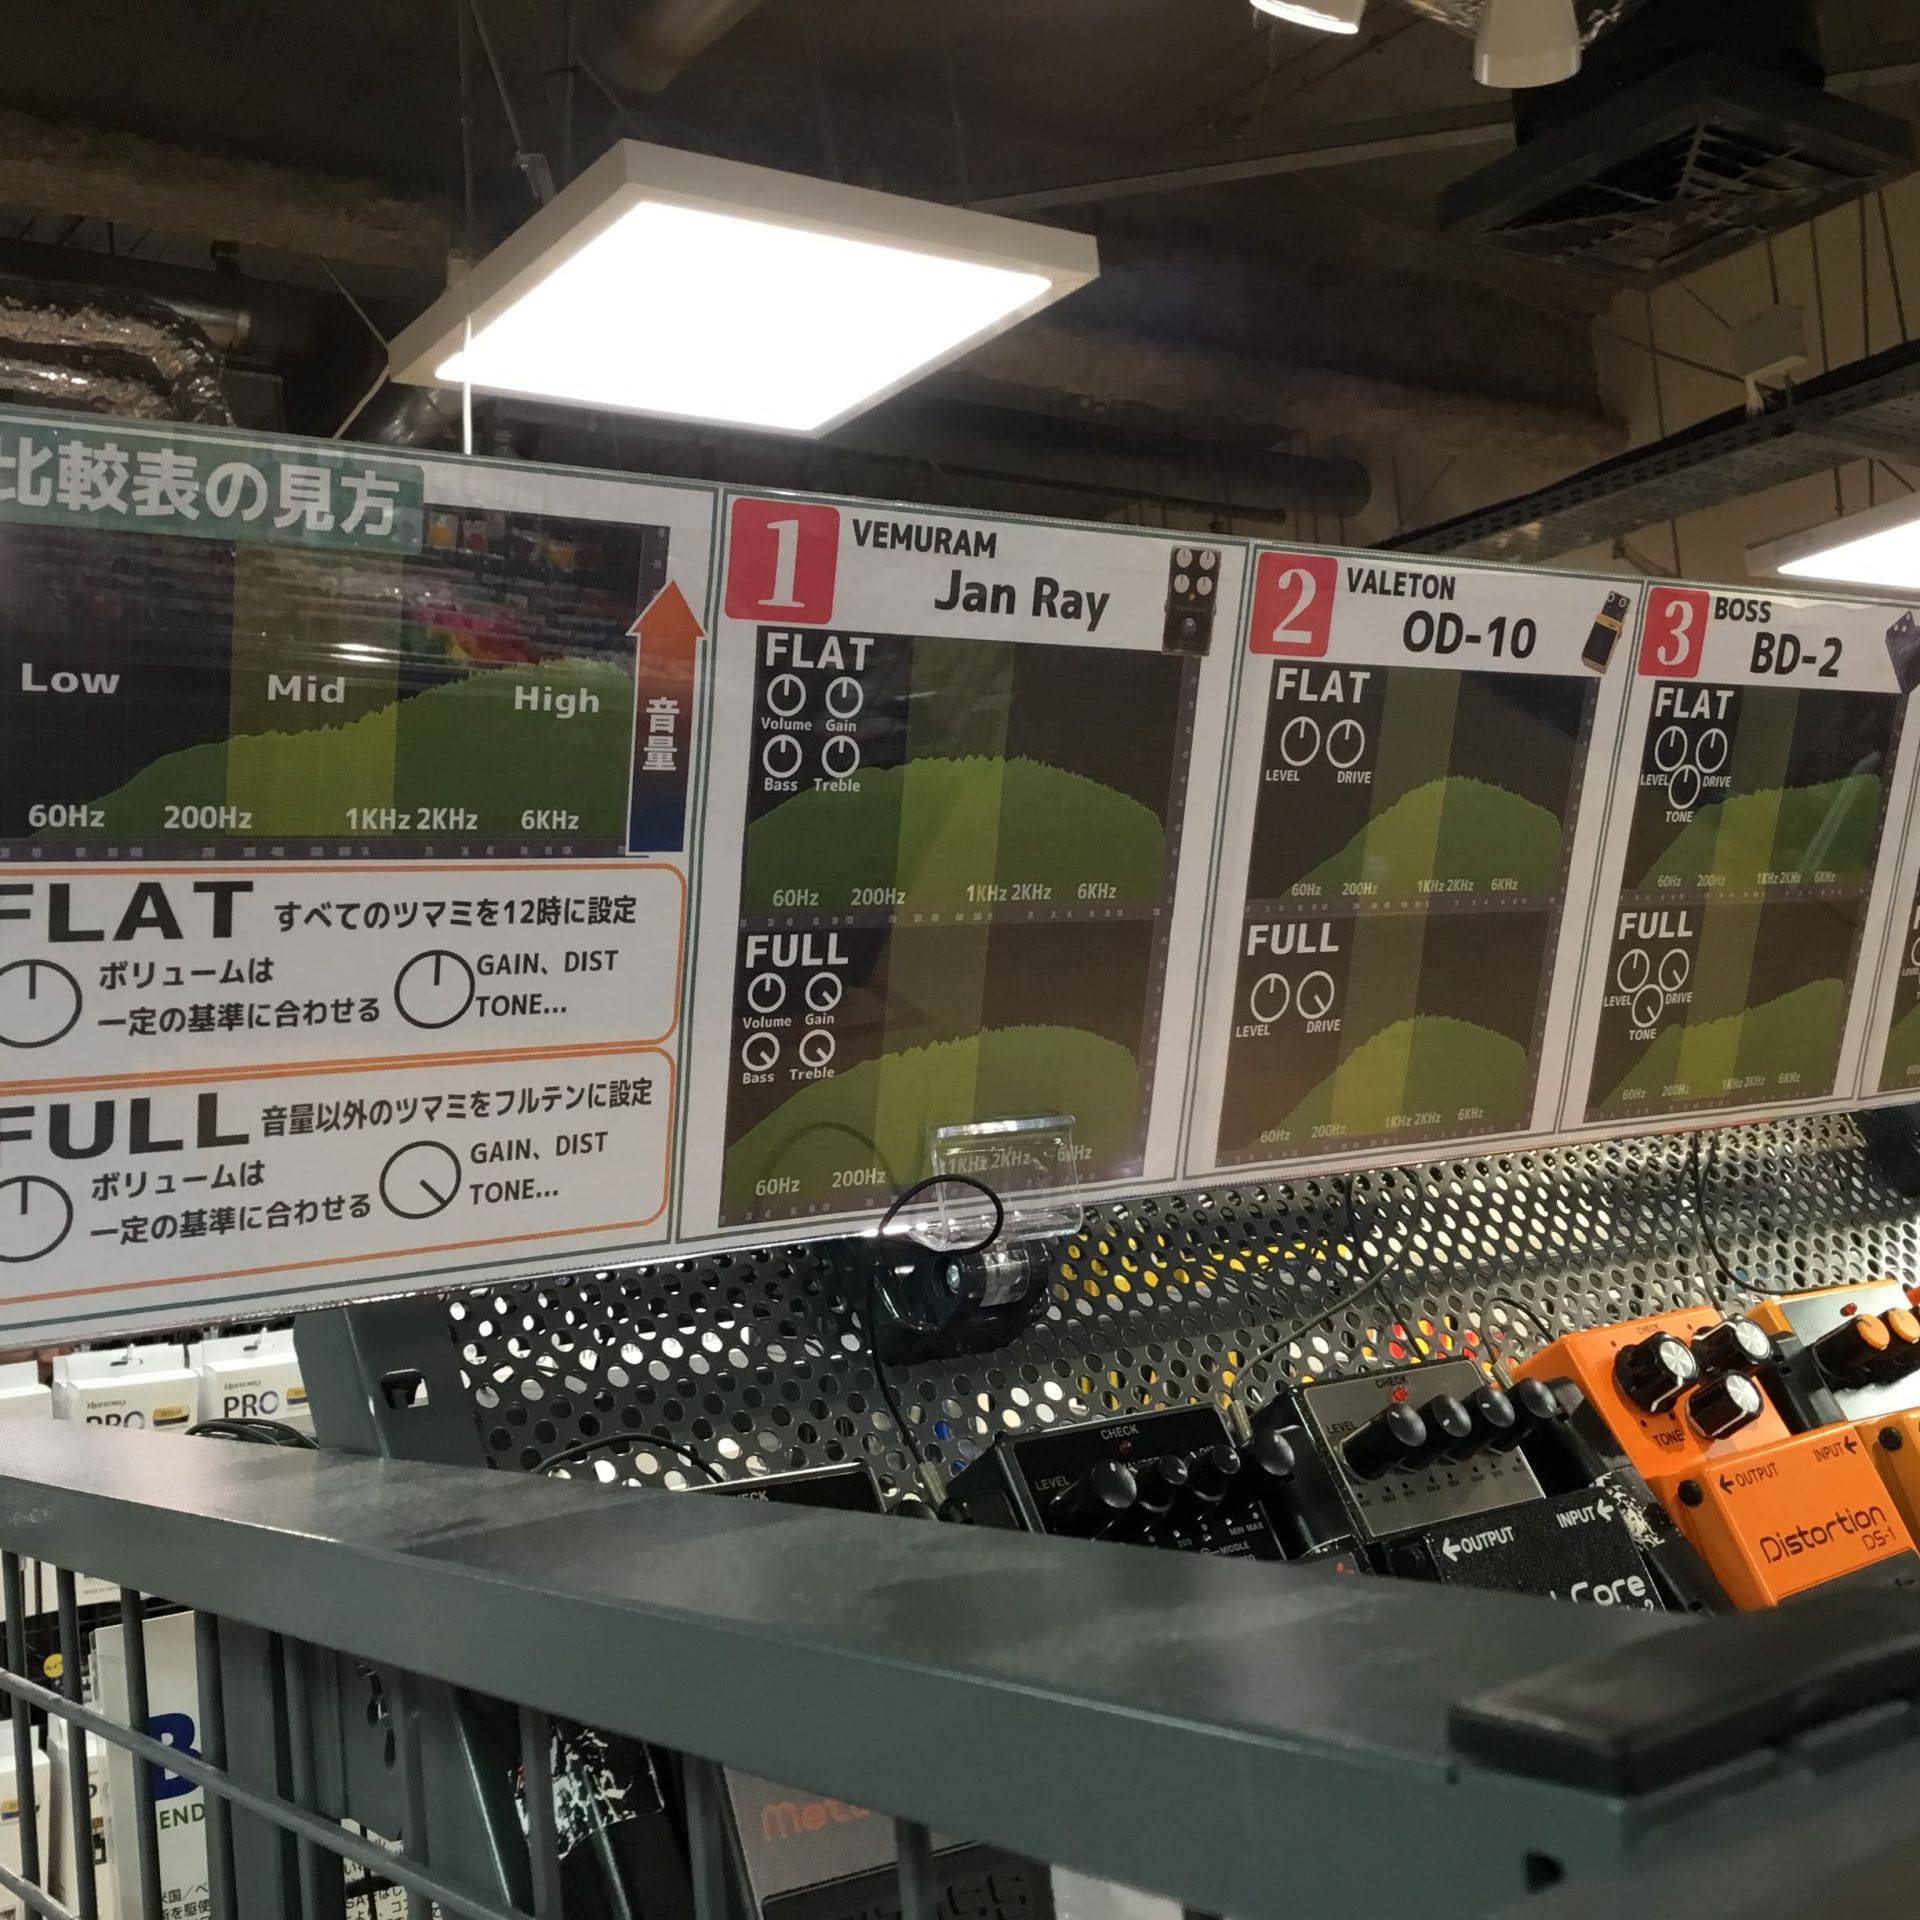 比較表の見方
Low
Mid
High
音量
60Hz 200Hz 1KHz 2KHz 6KHz
FLAT すべてのツマミを12時に設定
ボリュームは
一定の基準に合わせる
GAIN、DIST
TONE...
FULL 音量以外のツマミをフルテンに設定
ボリュームは
一定の基準に合わせる
GAIN、DIST
TONE...
1 VEMURAM
Jan Ray
FLAT
Volume Gain
Bass Treble
60Hz 200Hz 1KHz 2KHz 6KHz
FULL
Volume Gain
Bass Treble
60Hz 200Hz 1KHz 2KHz 6KHz
2 VALETON
OD-10
FLAT
LEVEL DRIVE
60Hz 200Hz 1KHz 2KHz 6KHz
FULL
LEVEL DRIVE
60Hz 200Hz 1KHz 2KHz 6KHz
3 BOSS
BD-2
FLAT
LEVEL DRIVE
TONE
60Hz 200Hz 1KHz 2KHz 6KHz
FULL
LEVEL DRIVE
TONE
60Hz 200Hz 1KHz 2KHz 6KHz
PRO
PRO
CHECK
LEVEL
MIN MAX
MIDDLE
CHECK
LEVEL
OUTPUT INPUT
Core
CHECK
TONE
OUTPUT INPUT
Distortion
DS-1
B
END